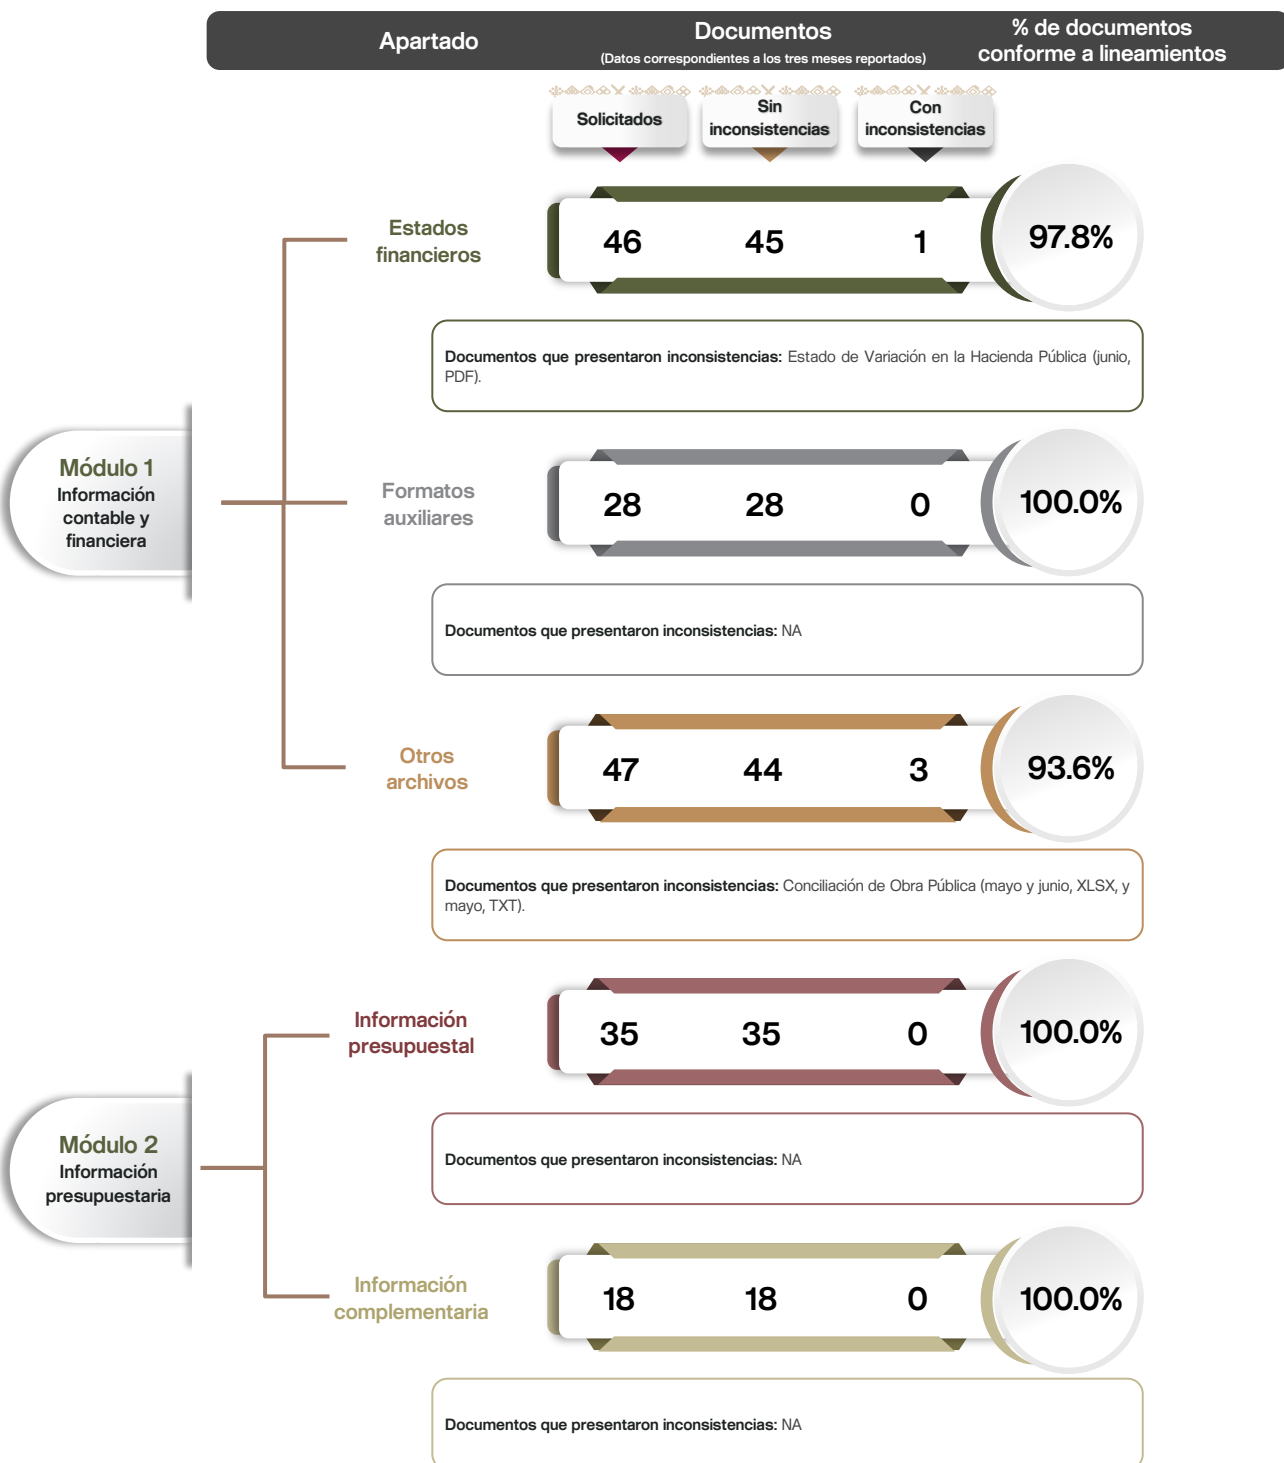 Apartado
Documentos
(Datos correspondientes a los tres meses reportados)
% de documentos
conforme a lineamientos
Solicitados
Sin
inconsistencias
Con
inconsistencias
Módulo 1
Información
contable y
financiera
Estados
financieros
46 45 1 97.8%
Documentos que presentaron inconsistencias: Estado de Variación en la Hacienda Pública (junio,
PDF).
Formatos
auxiliares
28 28 0 100.0%
Documentos que presentaron inconsistencias: NA
Otros
archivos
47 44 3 93.6%
Documentos que presentaron inconsistencias: Conciliación de Obra Pública (mayo y junio, XLSX, y
mayo, TXT).
Módulo 2
Información
presupuestaria
Información
presupuestal
35 35 0 100.0%
Documentos que presentaron inconsistencias: NA
Información
complementaria
18 18 0 100.0%
Documentos que presentaron inconsistencias: NA